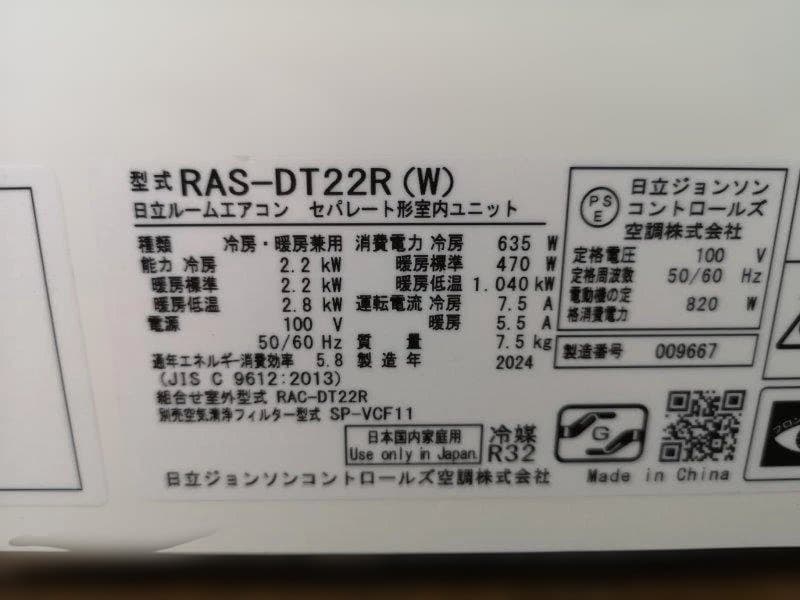 型式 RAS-DT22R(W)
日立ルームエアコン セパレート形室内ユニット
種類 冷房・暖房兼用
能力 冷房 2.2 kW
暖房標準 2.2 kW
暖房低温 2.8 kW
電源 100 V
50/60 Hz
通年エネルギー消費効率 5.8
(JIS C 9612:2013)
消費電力 冷房 635 W
暖房標準 470 W
暖房低温 1.040 kW
運転電流 冷房 7.5 A
暖房 5.5 A
質量 7.5 kg
製造年 2024
組合せ室外型式 RAC-DT22R
別売空気清浄フィルター型式 SP-VCF11
日本国内家庭用
Use only in Japan.
冷媒
R32
日立ジョンソンコントロールズ空調株式会社
PS
E
日立ジョンソン
コントロールズ
空調株式会社
定格電圧 100 V
定格周波数 50/60 Hz
電動機の定
格消費電力 820 W
製造番号 009667
G
Made in China
フロン